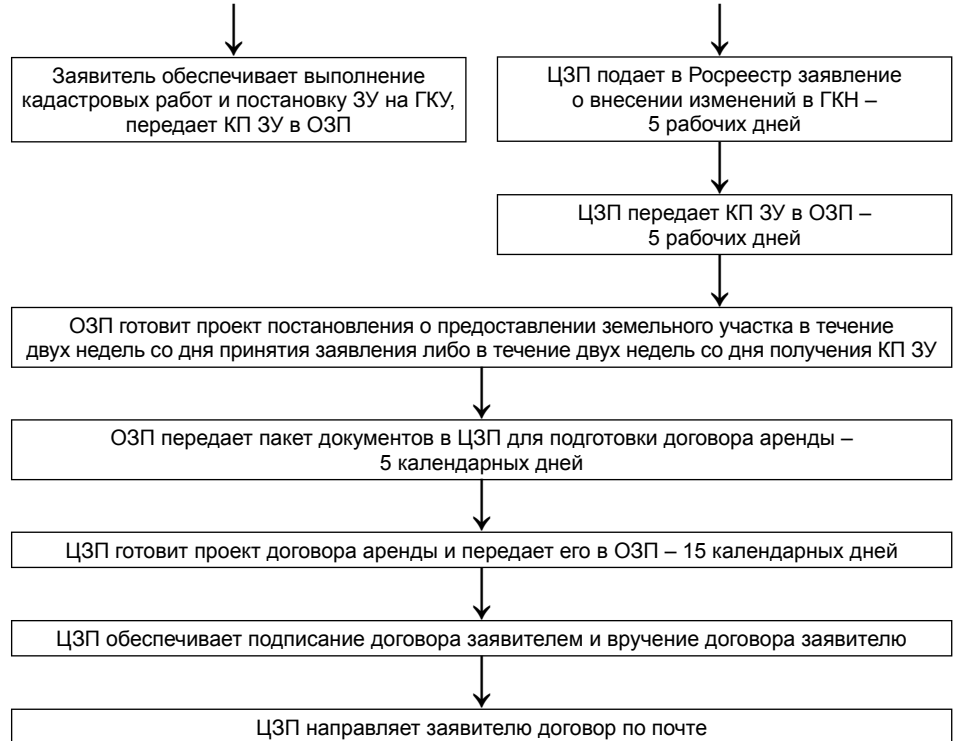 Заявитель обеспечивает выполнение
кадастровых работ и постановку ЗУ на ГКУ,
передает КП ЗУ в ОЗП
ЦЗП подает в Росреестр заявление
о внесении изменений в ГКН –
5 рабочих дней
ЦЗП передает КП ЗУ в ОЗП –
5 рабочих дней
ОЗП готовит проект постановления о предоставлении земельного участка в течение
двух недель со дня принятия заявления либо в течение двух недель со дня получения КП ЗУ
ОЗП передает пакет документов в ЦЗП для подготовки договора аренды –
5 календарных дней
ЦЗП готовит проект договора аренды и передает его в ОЗП – 15 календарных дней
ЦЗП обеспечивает подписание договора заявителем и вручение договора заявителю
ЦЗП направляет заявителю договор по почте